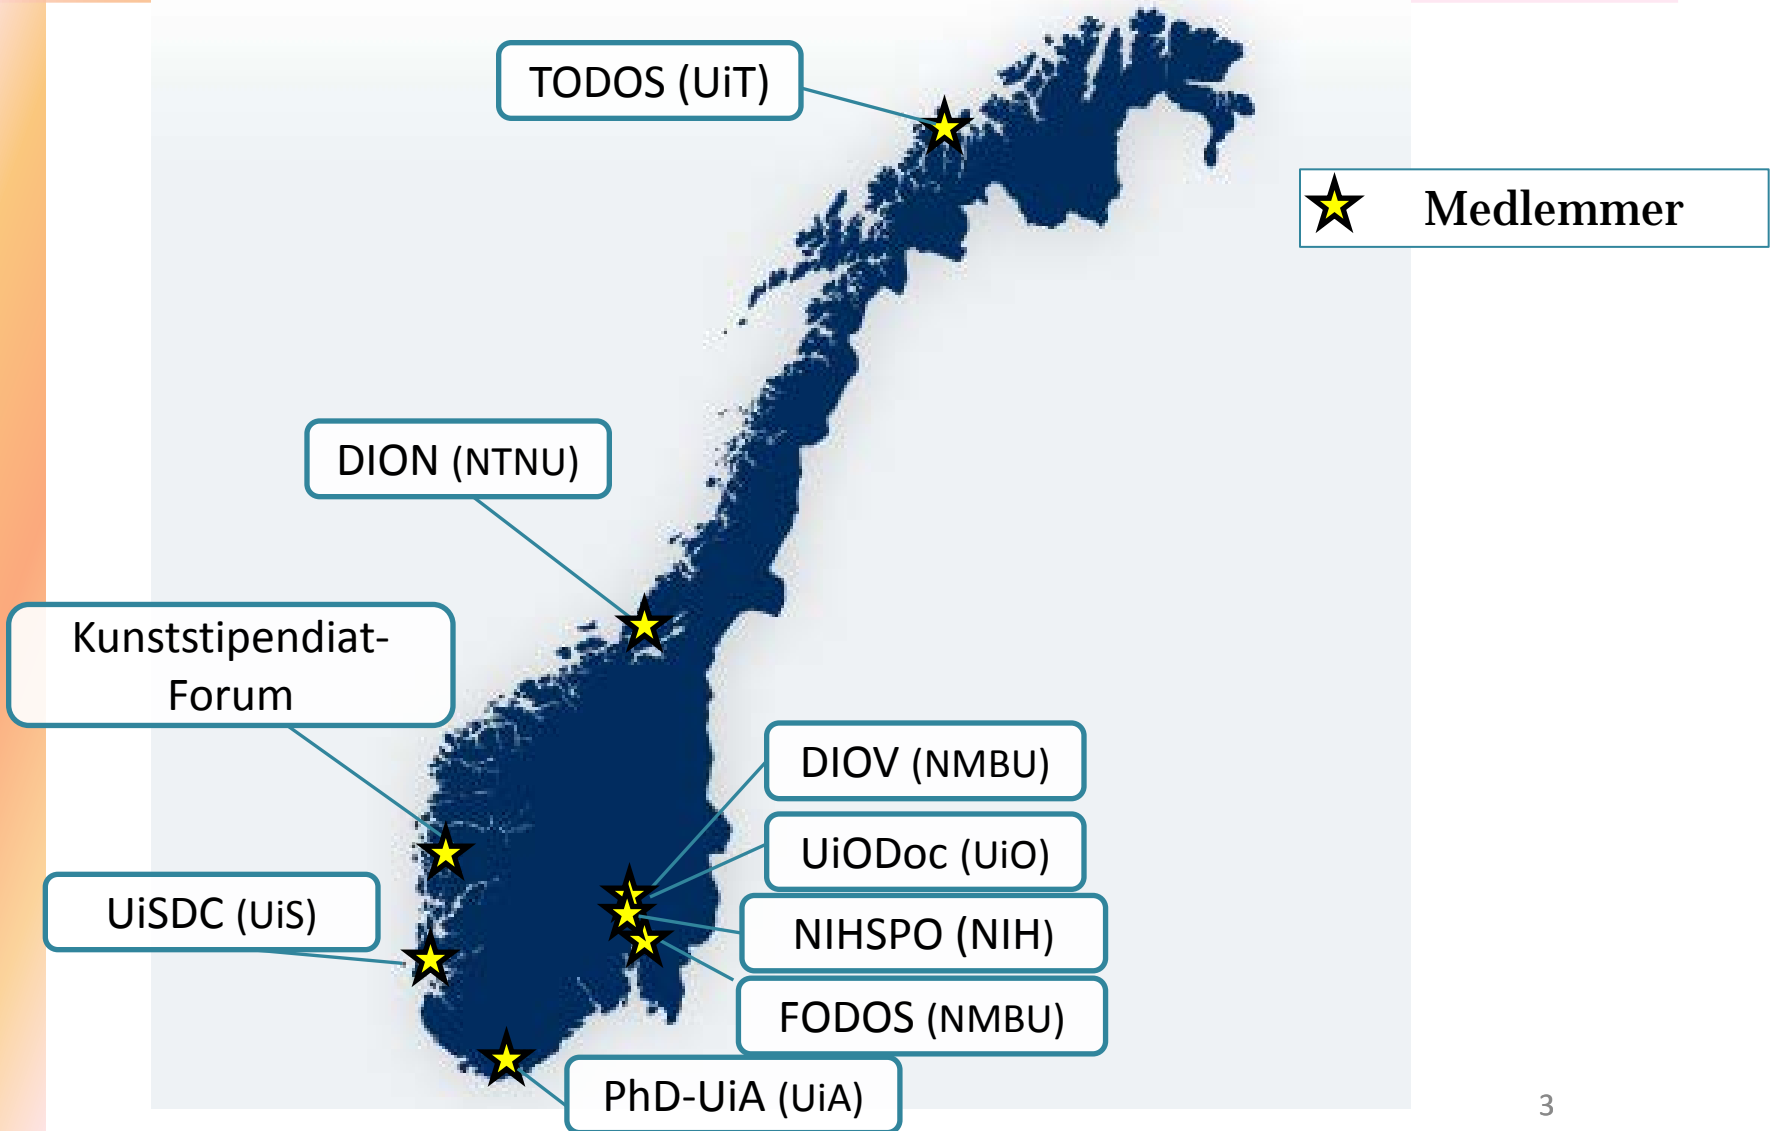 TODOS (UiT)
Medlemmer
DION (NTNU)
Kunststipendiat-
Forum
DIOV (NMBU)
UiODoc (UiO)
UiSDC (UiS)
NIHSPO (NIH)
FODOS (NMBU)
PhD-UiA (UiA)
3